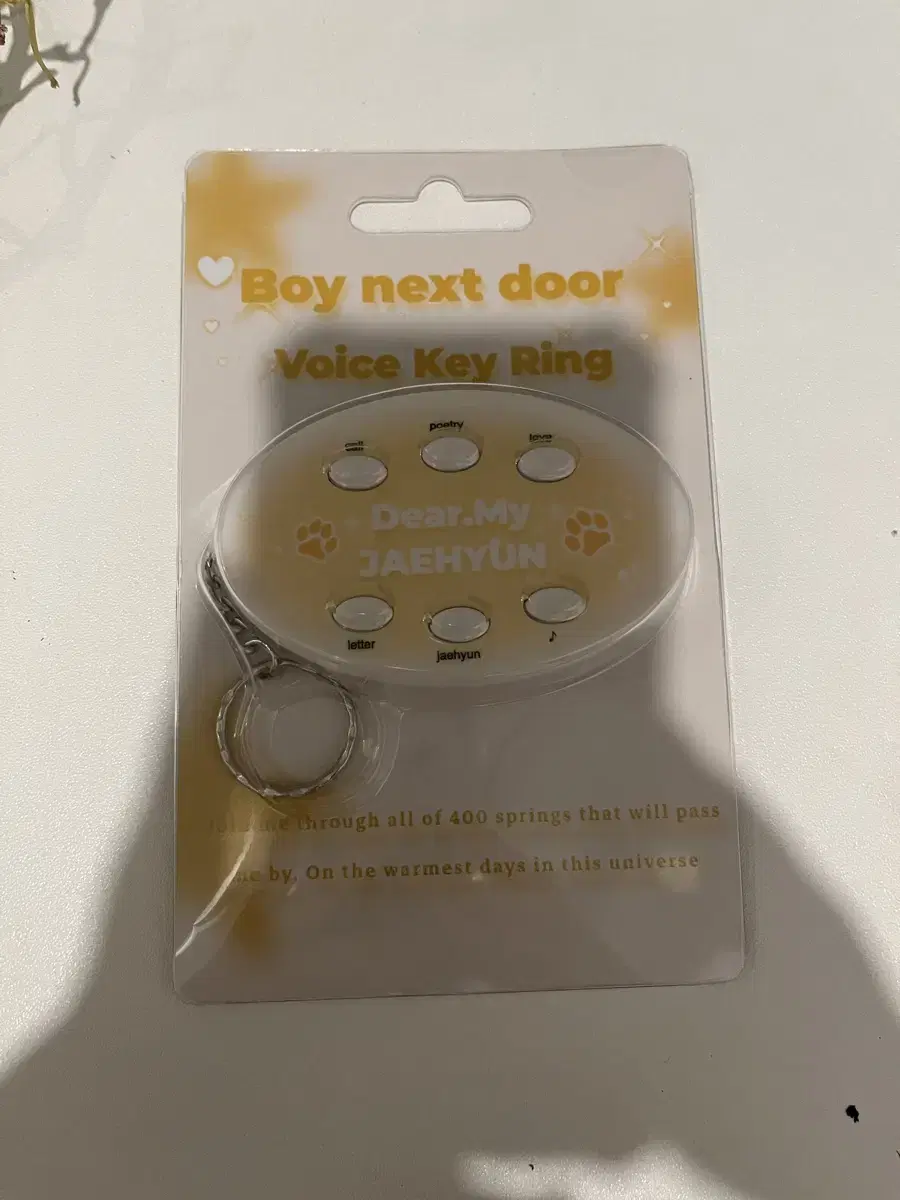 Boy next door
Voice Key Ring
poetry
love
Dear.My
JAEHYUN
letter
jaehyun
♪
through all of 400 springs that will pass
by. On the warmest days in this universe